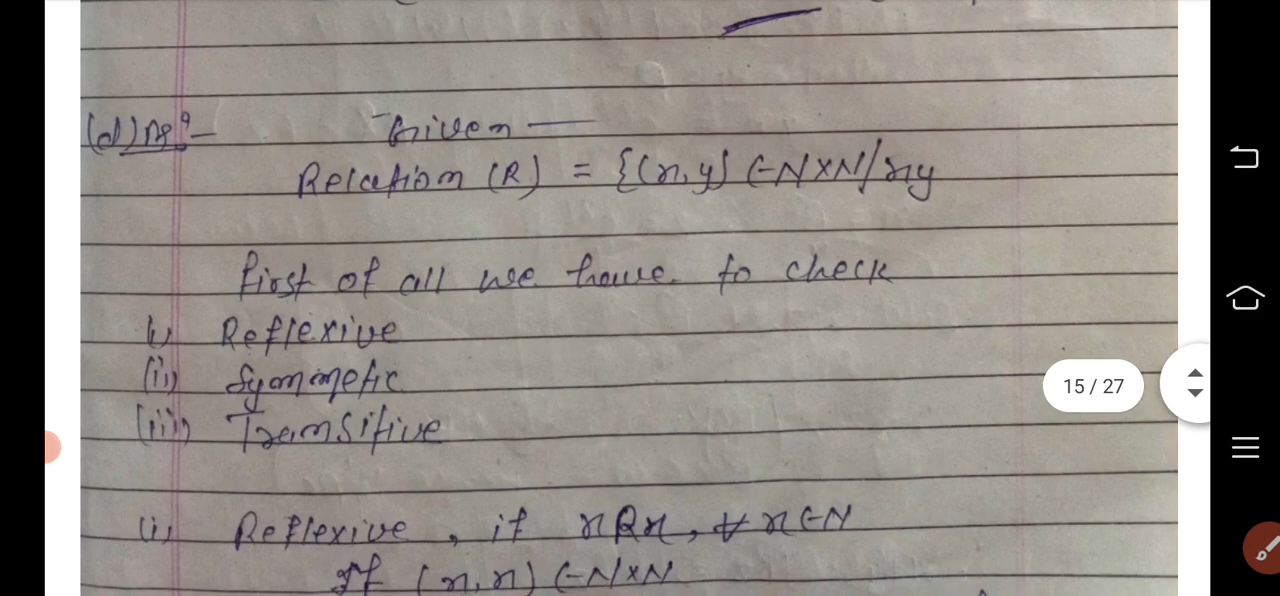 (d) Ans:- Given —
Relation (R) = {(x,y) ∈ N×N/xy
first of all we have to check
(i) Reflexive
(ii) Symmetic
(iii) Transitive
15 / 27
(i) Reflexive, if xRx, ∀ x ∈ N
If (x,x) ∈ N×N